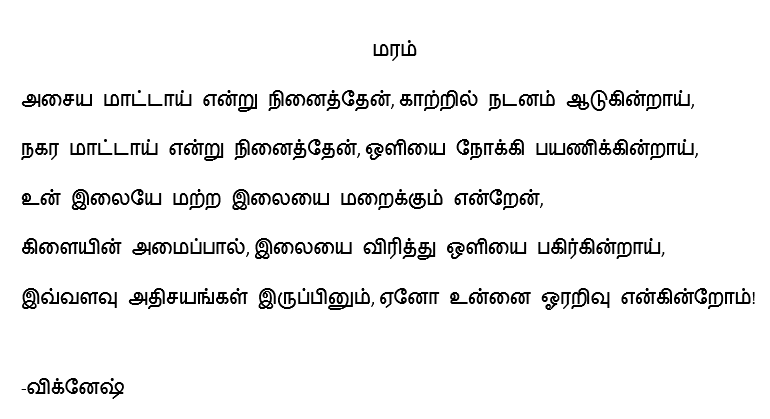 மரம்
அசைய மாட்டாய் என்று நினைத்தேன், காற்றில் நடனம் ஆடுகின்றாய்,
நகர மாட்டாய் என்று நினைத்தேன், ஒளியை நோக்கி பயணிக்கின்றாய்,
உன் இலையே மற்ற இலையை மறைக்கும் என்றேன்,
கிளையின் அமைப்பால், இலையை விரித்து ஒளியை பகிர்கின்றாய்,
இவ்வளவு அதிசயங்கள் இருப்பினும், ஏனோ உன்னை ஓரறிவு என்கின்றோம்!
-விக்னேஷ்